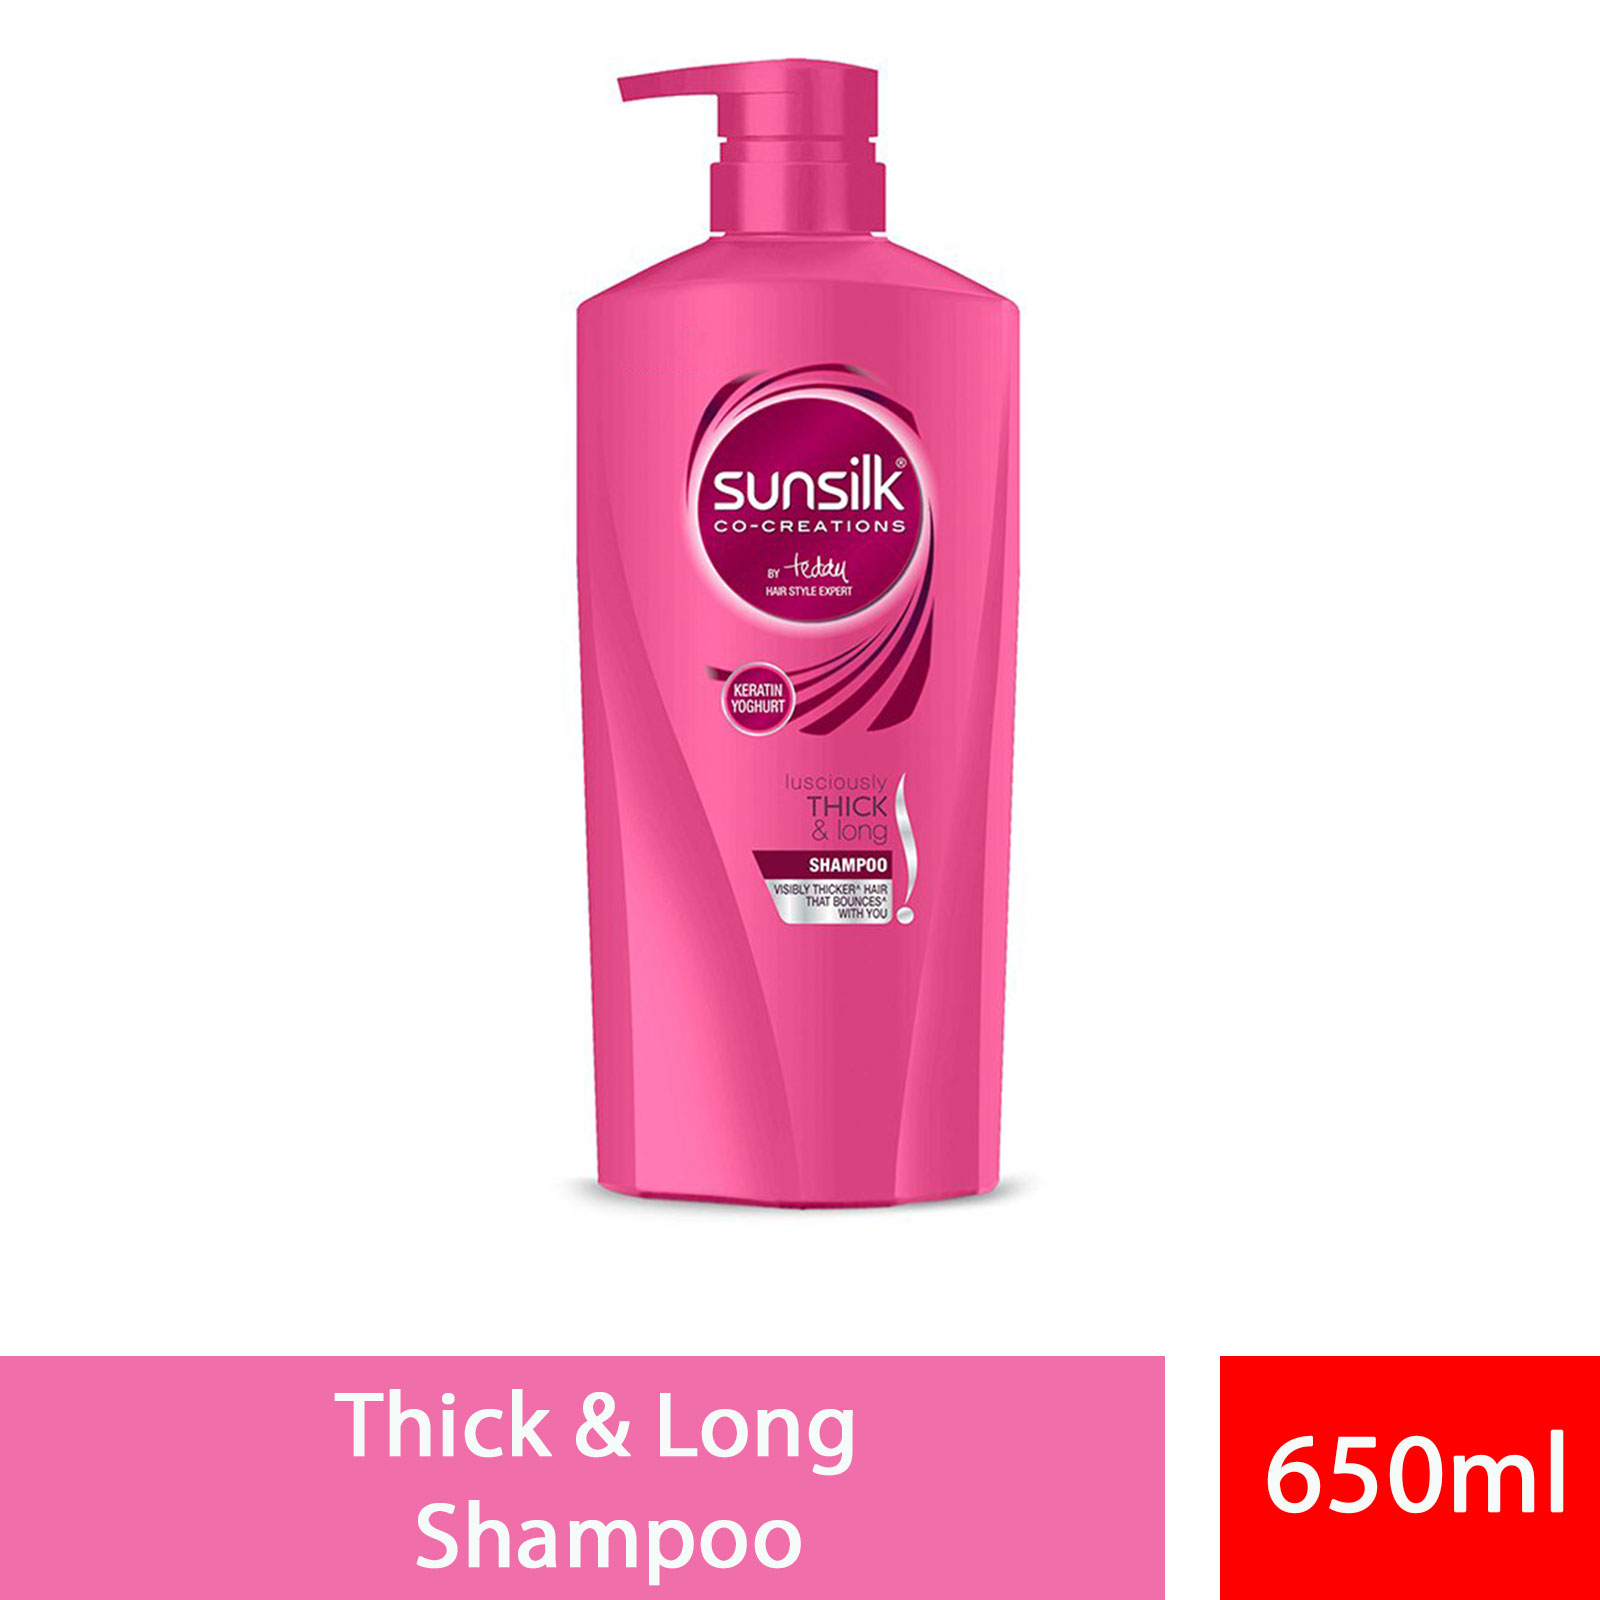 sunsilk®
CO-CREATIONS
BY teddy
HAIR STYLE EXPERT
KERATIN
YOGHURT
lusciously
THICK
& long
SHAMPOO
VISIBLY THICKER^ HAIR
THAT BOUNCES^
WITH YOU
Thick & Long
Shampoo
650ml